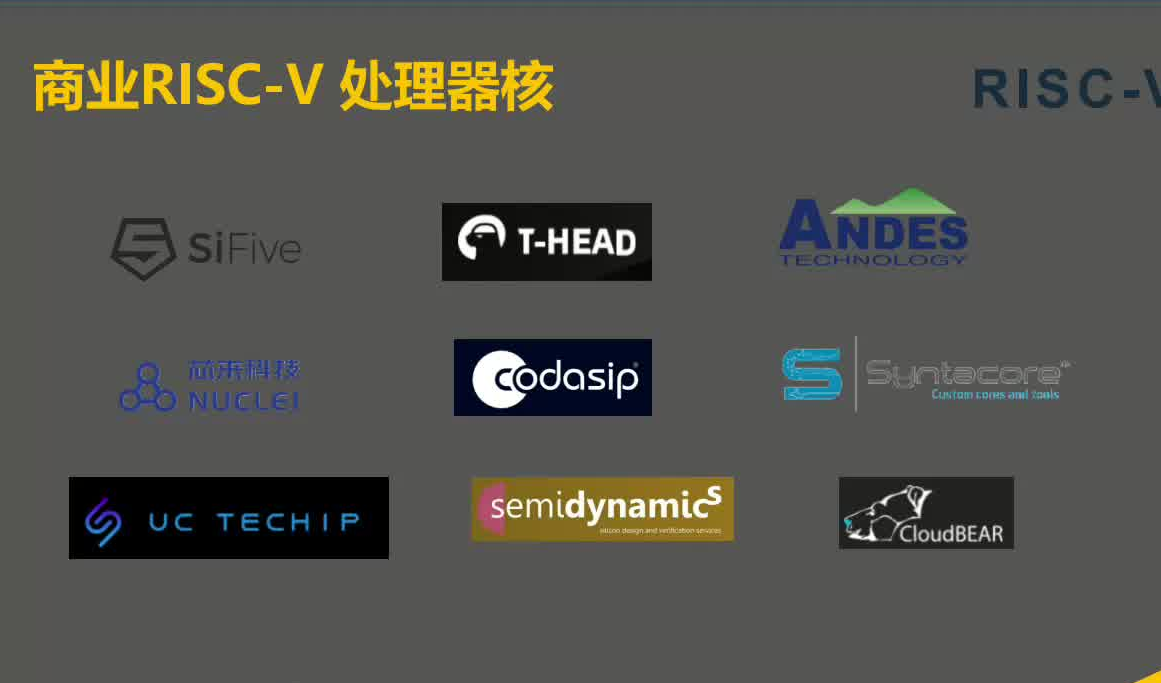 商业RISC-V 处理器核
RISC-V
SiFive
T-HEAD
ANDES
TECHNOLOGY
芯来科技
NUCLEI
codasip®
Syntacore™
Custom cores and tools
UC TECHIP
semidynamics
silicon design and verification services
CloudBEAR